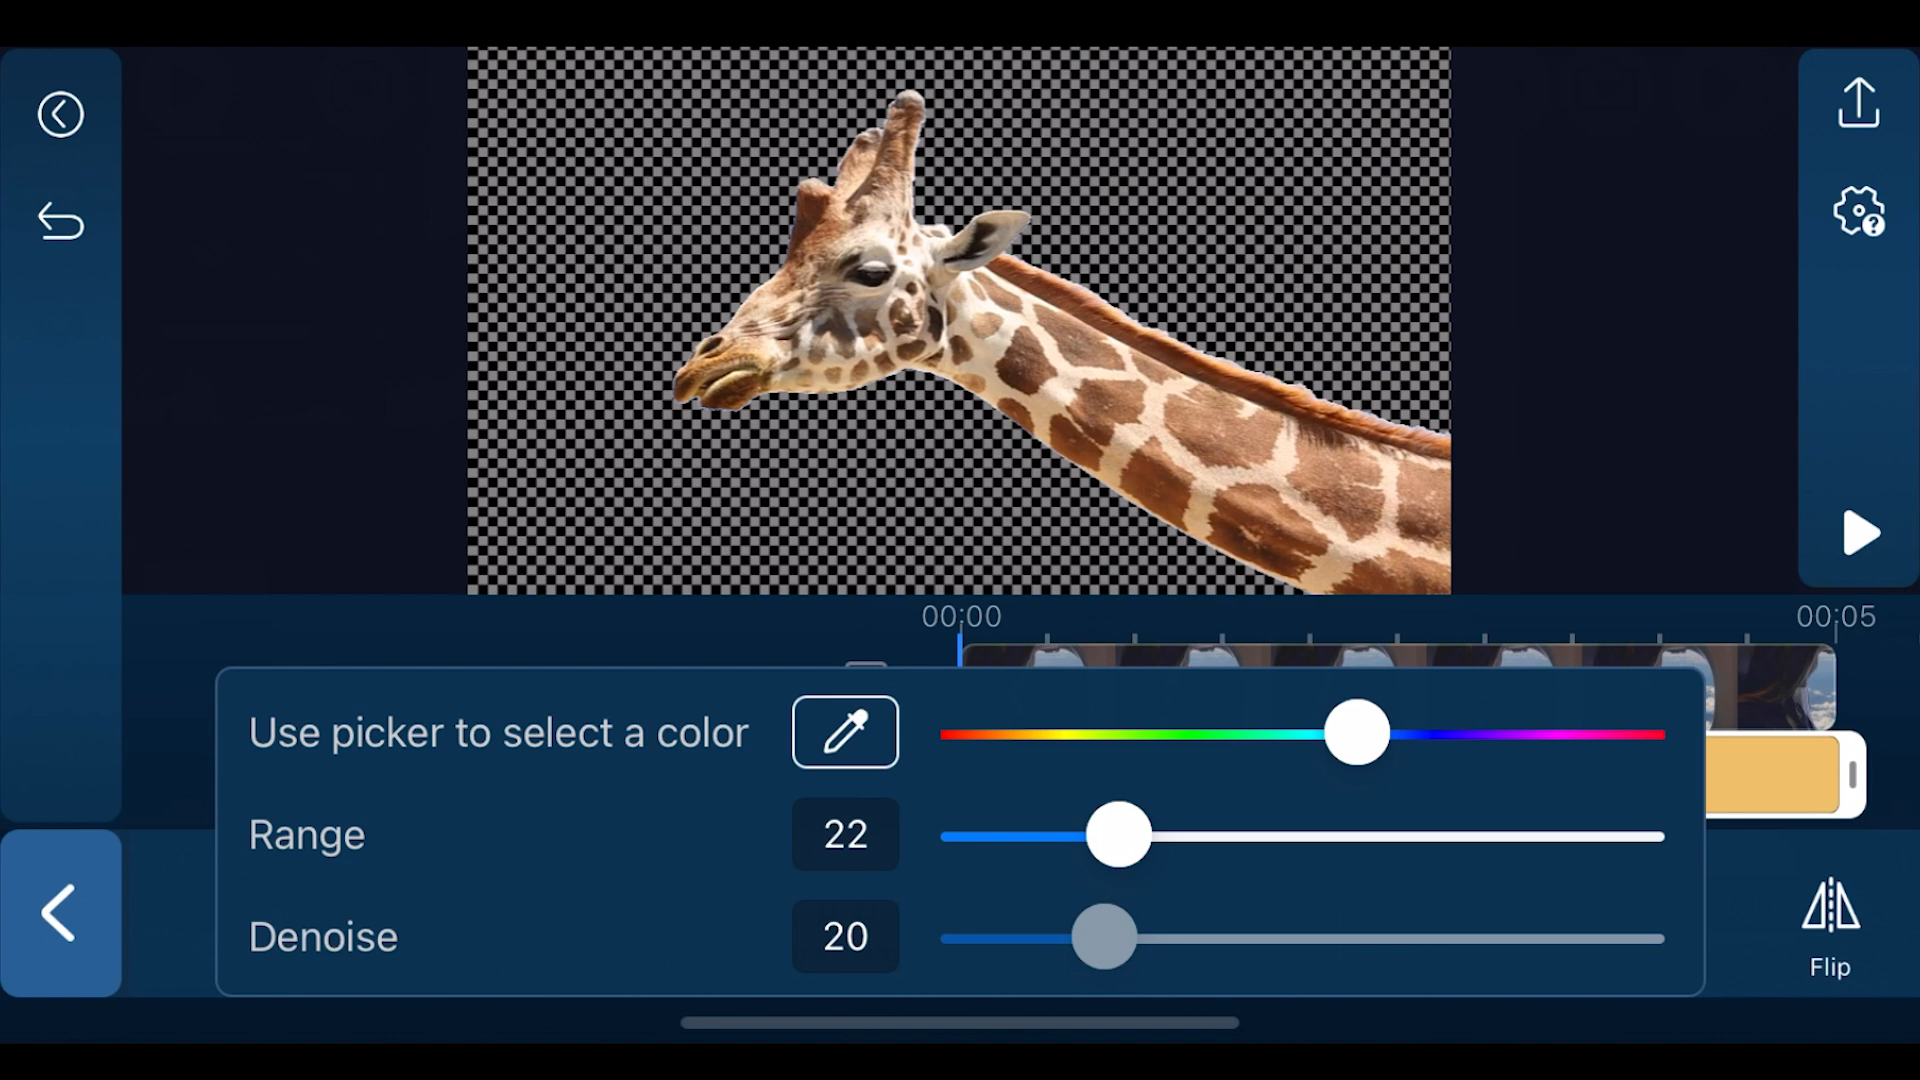 ?
00:00
00:05
Use picker to select a color
Range
22
Denoise
20
Flip